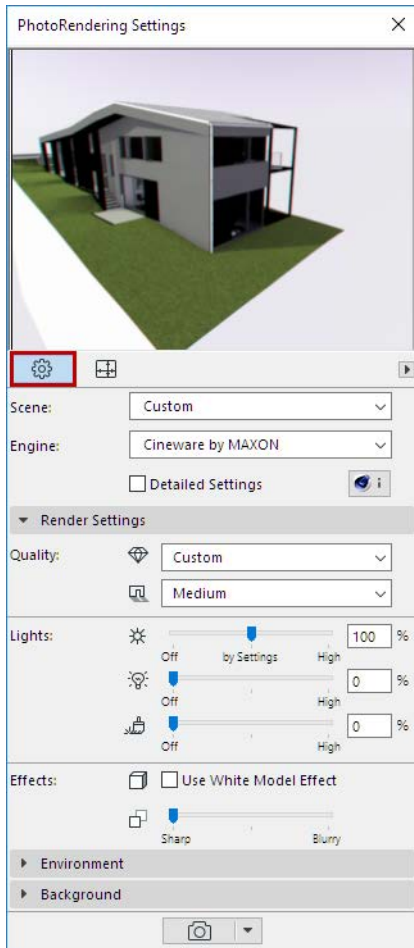 PhotoRendering Settings
Scene: Custom
Engine: Cineware by MAXON
Detailed Settings i
Render Settings
Quality: Custom
Medium
Lights: 100 %
Off by Settings High
0 %
Off High
0 %
Off High
Effects: Use White Model Effect
Sharp Blurry
Environment
Background